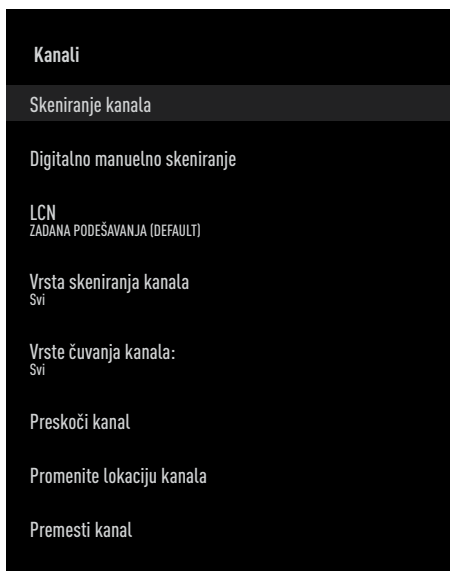 Kanali
Skeniranje kanala
Digitalno manuelno skeniranje
LCN
ZADANA PODEŠAVANJA (DEFAULT)
Vrsta skeniranja kanala
Svi
Vrste čuvanja kanala:
Svi
Preskoči kanal
Promenite lokaciju kanala
Premesti kanal